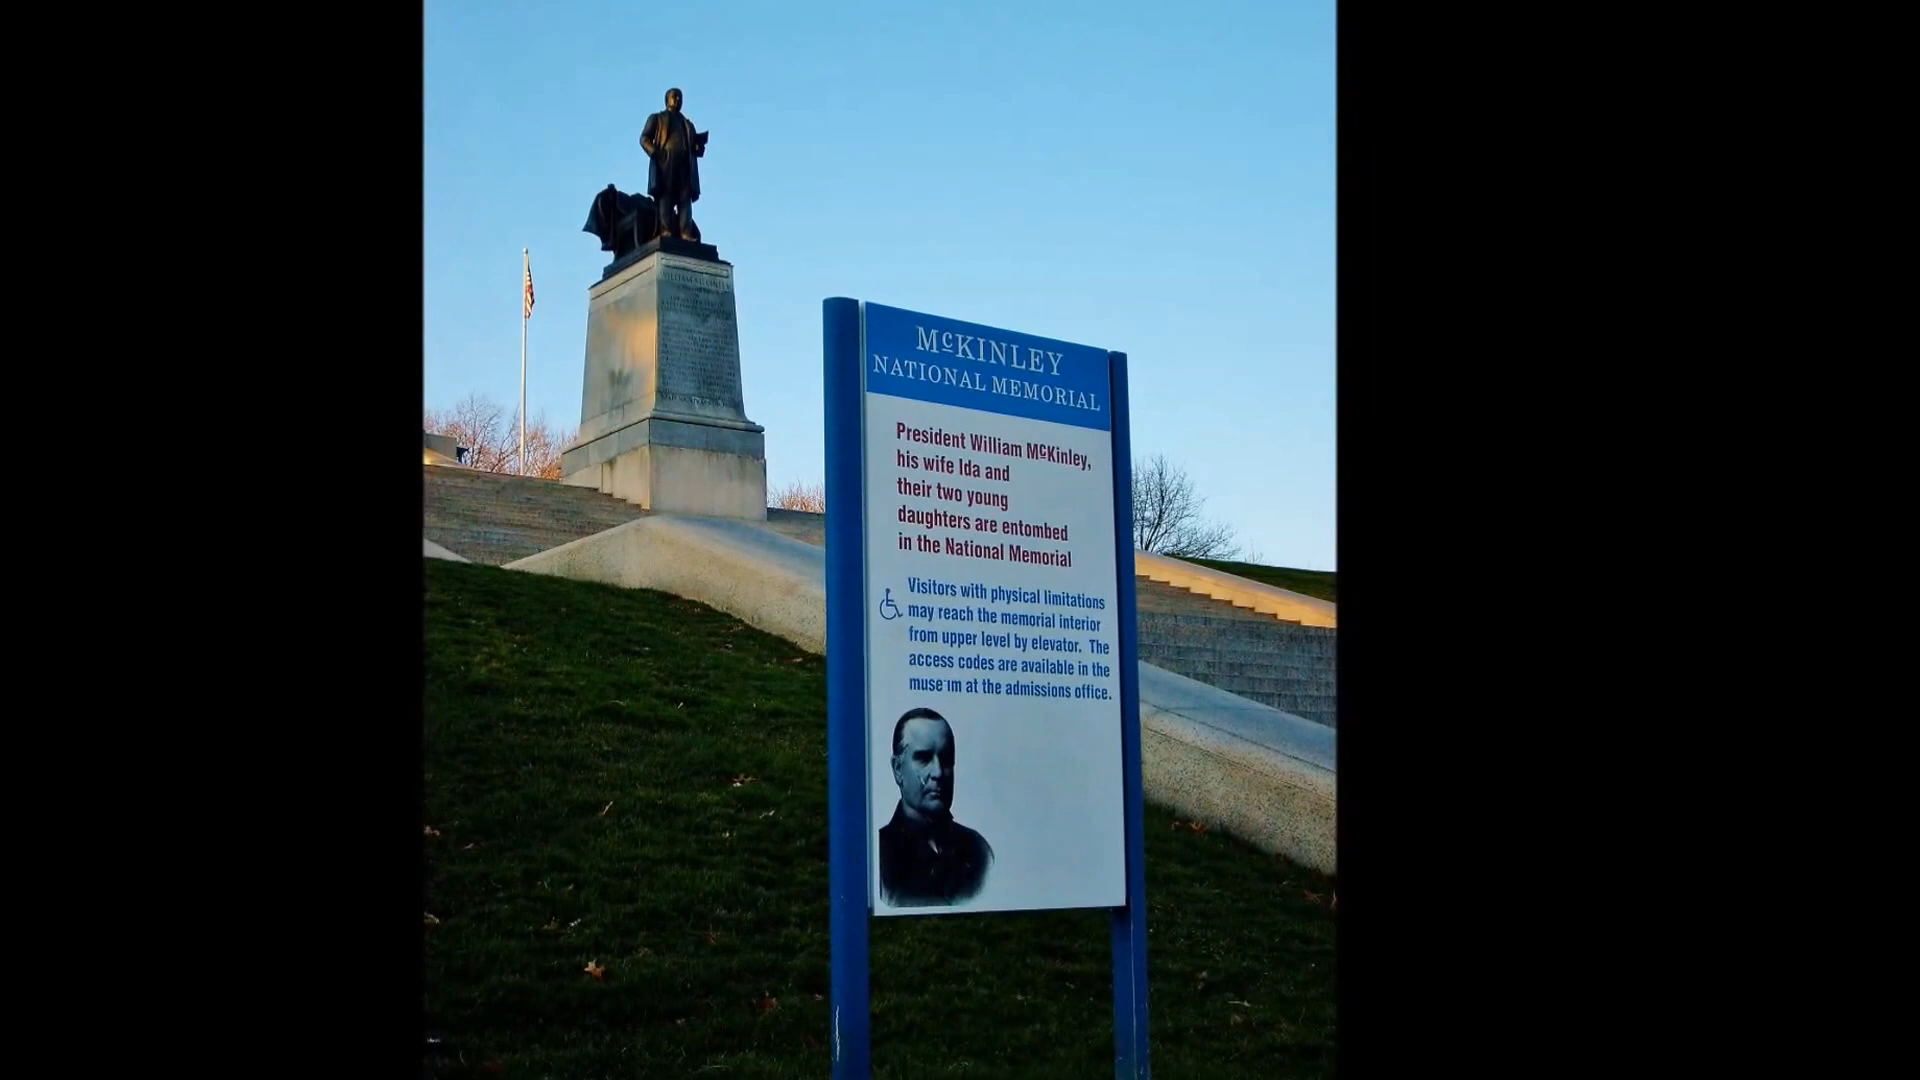 McKINLEY
NATIONAL MEMORIAL
President William McKinley,
his wife Ida and
their two young
daughters are entombed
in the National Memorial
Visitors with physical limitations
may reach the memorial interior
from upper level by elevator. The
access codes are available in the
museum at the admissions office.